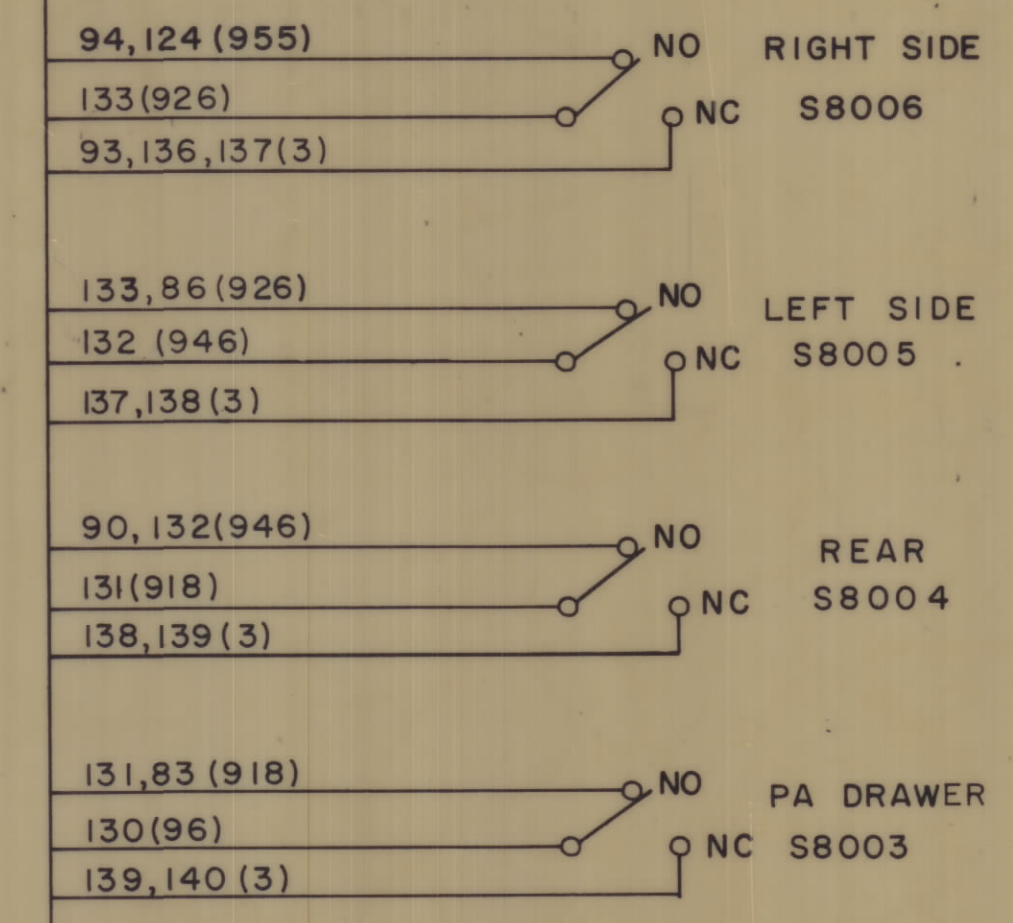 94,124 (955) NO RIGHT SIDE
133(926) NC S8006
93,136,137(3)
133,86(926) NO LEFT SIDE
132 (946) NC S8005
137,138(3)
90,132(946) NO REAR
131(918) NC S8004
138,139(3)
131,83 (918) NO PA DRAWER
130(96) NC S8003
139,140(3)